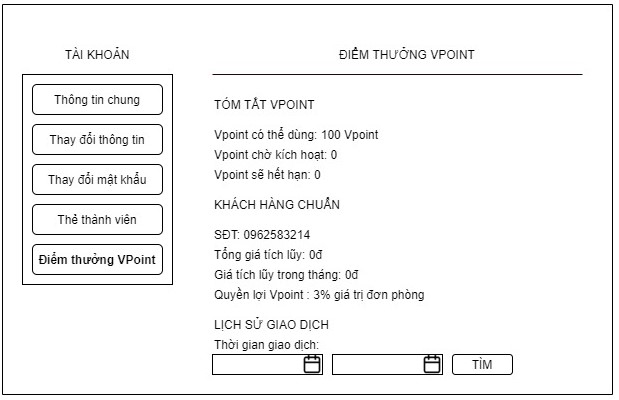 TÀI KHOẢN
Thông tin chung
Thay đổi thông tin
Thay đổi mật khẩu
Thẻ thành viên
Điểm thưởng VPoint
ĐIỂM THƯỞNG VPOINT
TÓM TẮT VPOINT
Vpoint có thể dùng: 100 Vpoint
Vpoint chờ kích hoạt: 0
Vpoint sẽ hết hạn: 0
KHÁCH HÀNG CHUẨN
SĐT: 0962583214
Tổng giá tích lũy: 0đ
Giá tích lũy trong tháng: 0đ
Quyền lợi Vpoint : 3% giá trị đơn phòng
LỊCH SỬ GIAO DỊCH
Thời gian giao dịch:
TÌM